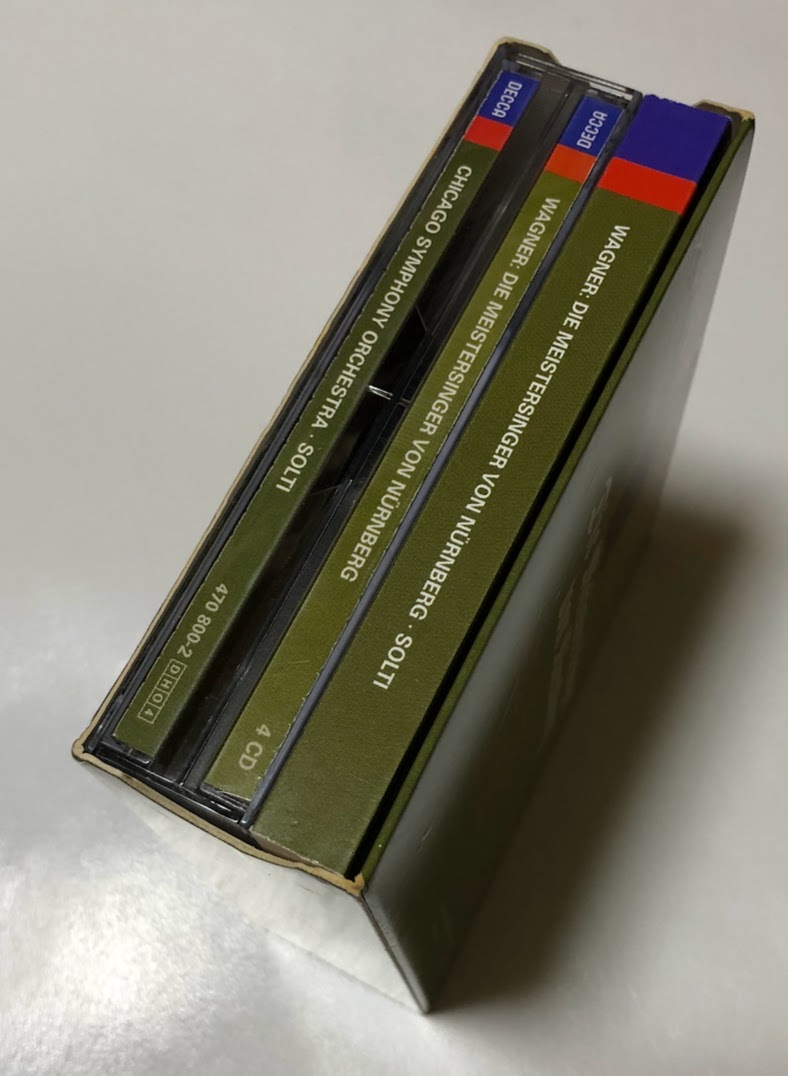 DECCA
CHICAGO SYMPHONY ORCHESTRA · SOLTI
470 800-2 DHO4
DECCA
WAGNER: DIE MEISTERSINGER VON NÜRNBERG
4 CD
WAGNER: DIE MEISTERSINGER VON NÜRNBERG · SOLTI